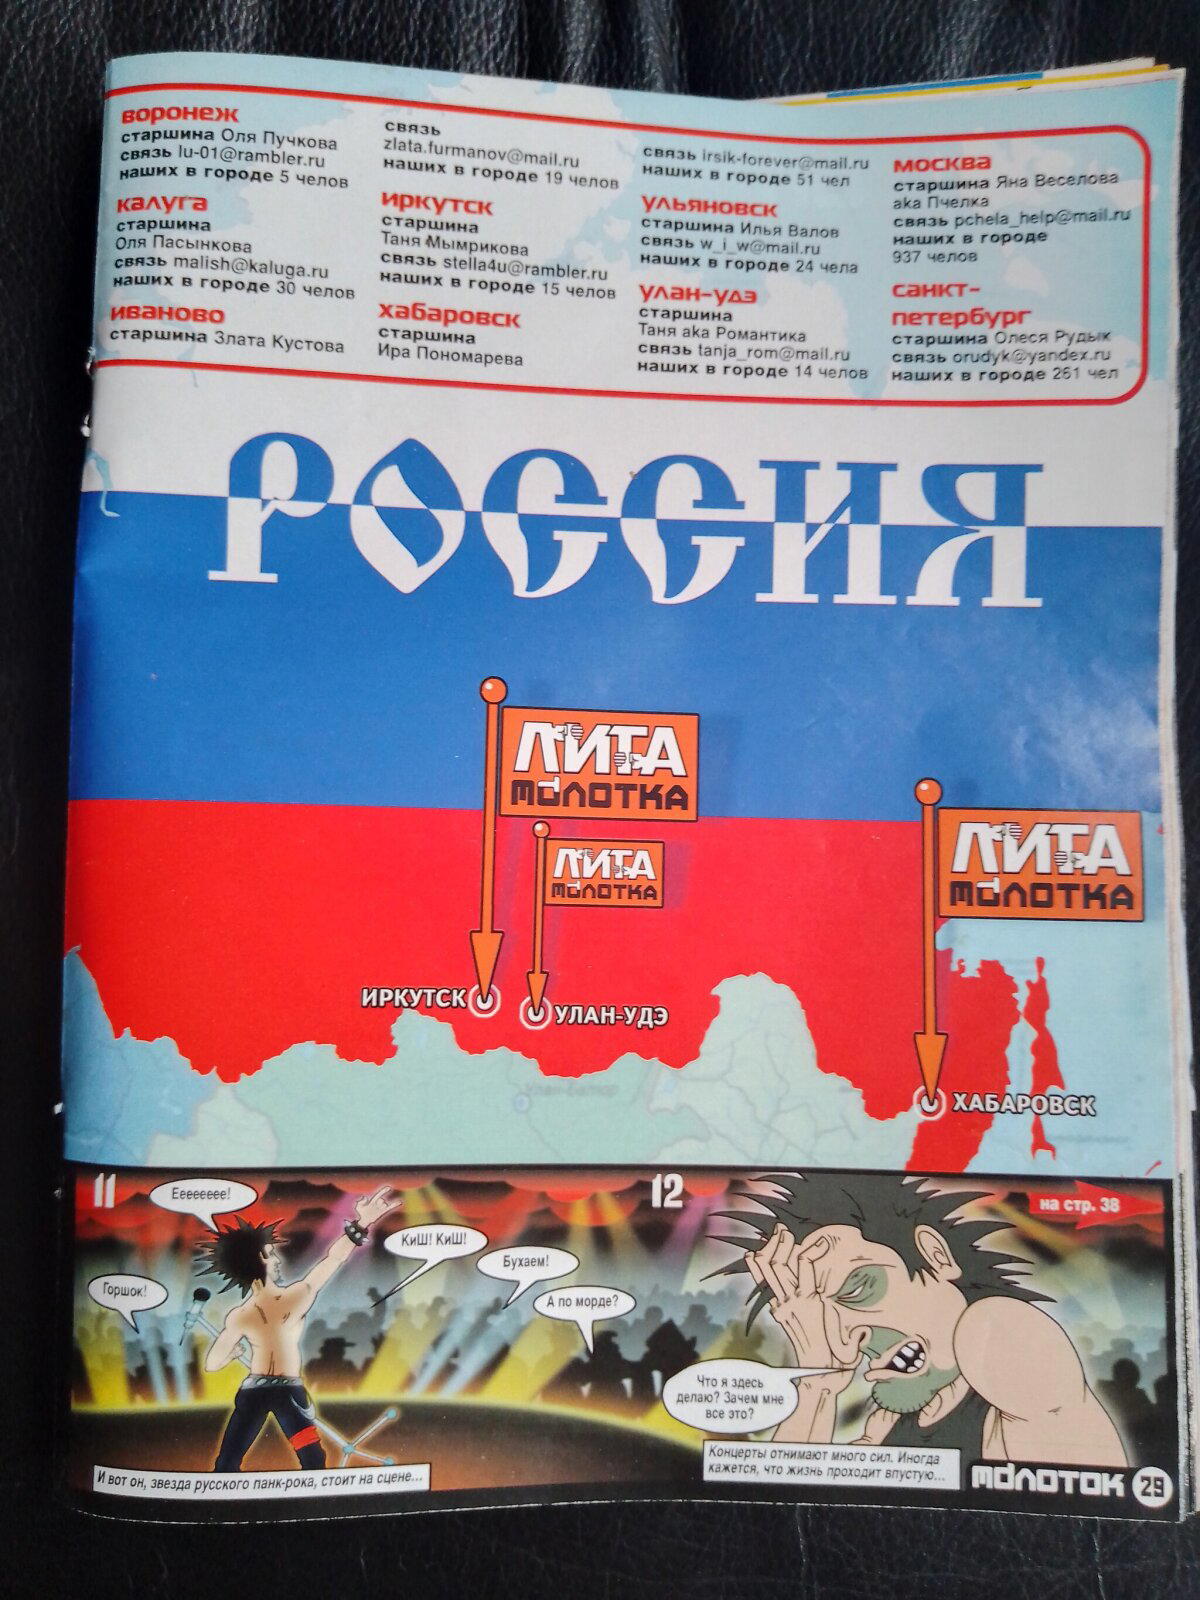 воронеж
старшина Оля Пучкова
связь lu-01@rambler.ru
наших в городе 5 челов
калуга
старшина
Оля Пасынкова
связь malish@kaluga.ru
наших в городе 30 челов
иваново
старшина Злата Кустова
связь
zlata.furmanov@mail.ru
наших в городе 19 челов
иркутск
старшина
Таня Мымрикова
связь stella4u@rambler.ru
наших в городе 15 челов
хабаровск
старшина
Ира Пономарева
связь irsik-forever@mail.ru
наших в городе 51 чел
ульяновск
старшина Илья Валов
связь w_i_w@mail.ru
наших в городе 24 чела
улан-удэ
старшина
Таня aka Романтика
связь tanja_rom@mail.ru
наших в городе 14 челов
москва
старшина Яна Веселова
aka Пчелка
связь pchela_help@mail.ru
наших в городе
937 челов
санкт-
петербург
старшина Олеся Рудык
связь orudyk@yandex.ru
наших в городе 261 чел
РОССИЯ
ЛИГА
МОЛОТКА
ЛИГА
МОЛОТКА
ЛИГА
МОЛОТКА
ИРКУТСК
УЛАН-УДЭ
Улан-Батор
ХАБАРОВСК
11
Еееееееe!
КиШ! КиШ!
Бухаем!
Горшок!
А по морде?
И вот он, звезда русского панк-рока, стоит на сцене...
12
на стр. 38
Что я здесь
делаю? Зачем мне
все это?
Концерты отнимают много сил. Иногда
кажется, что жизнь проходит впустую...
МОЛОТОК 29